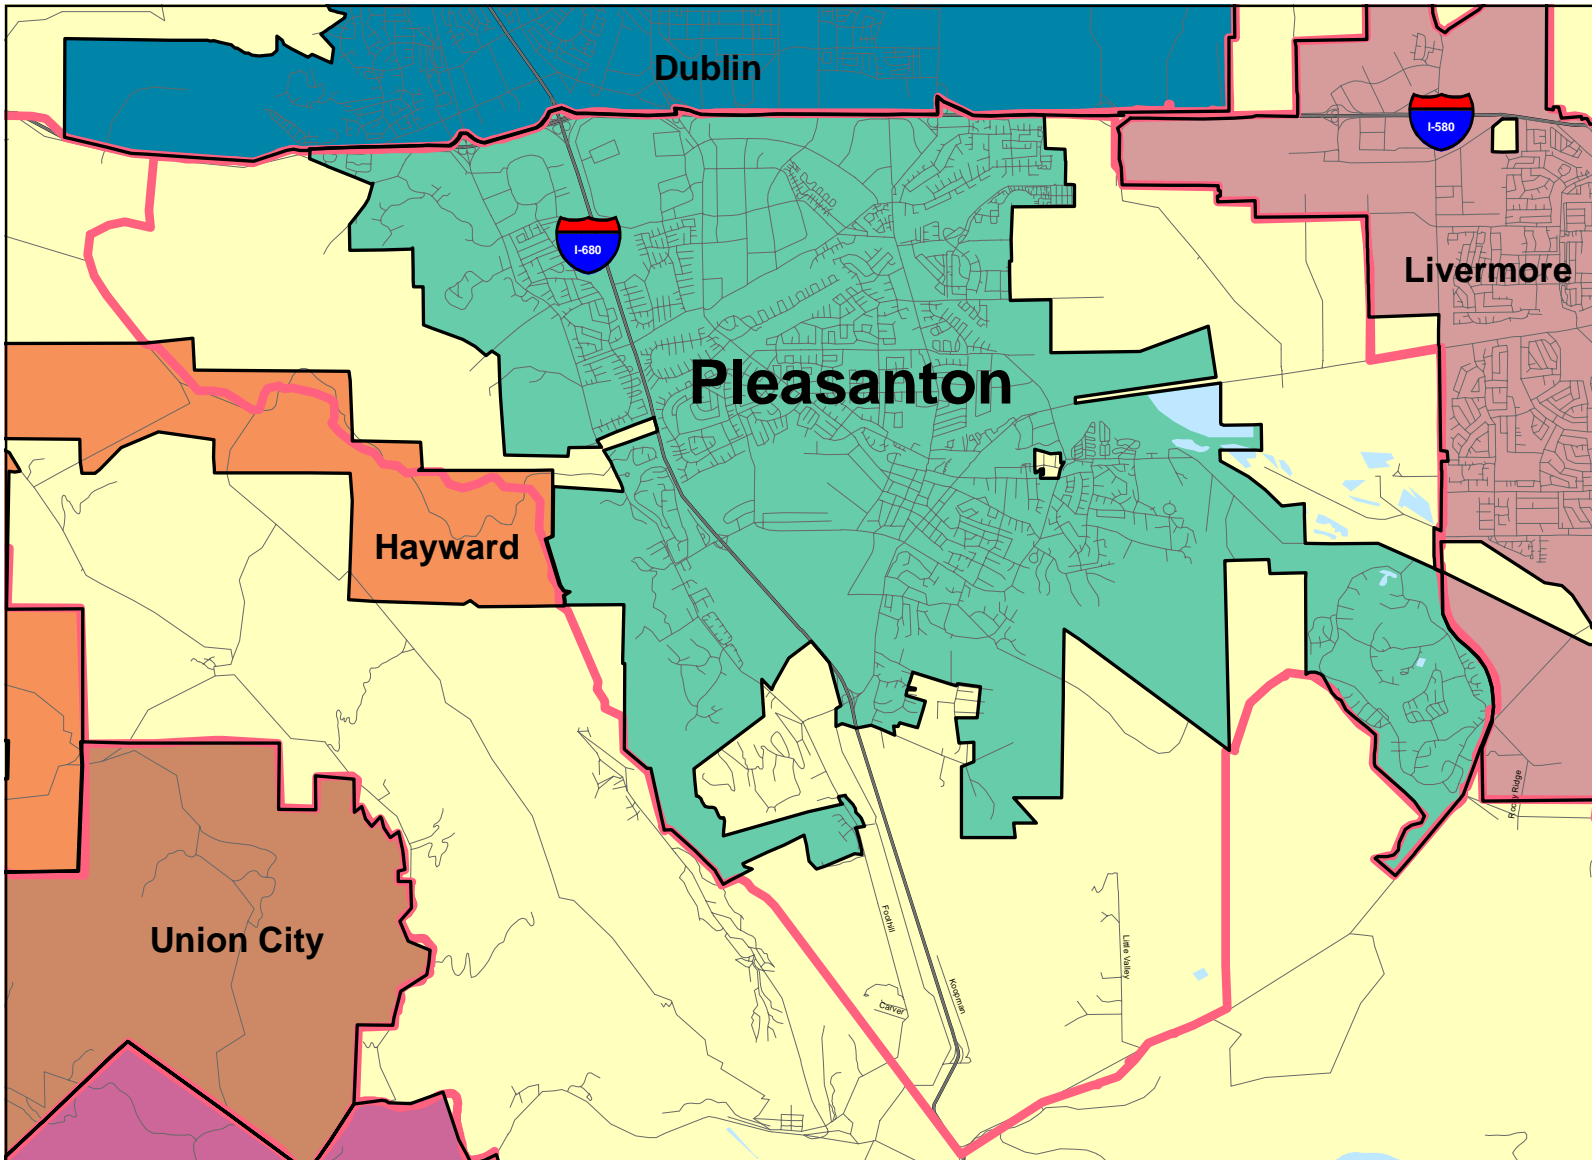 Dublin
I-580
I-680
Livermore
Pleasanton
Hayward
Rocky Ridge
Union City
Foothill
Little Valley
Koopman
Carver